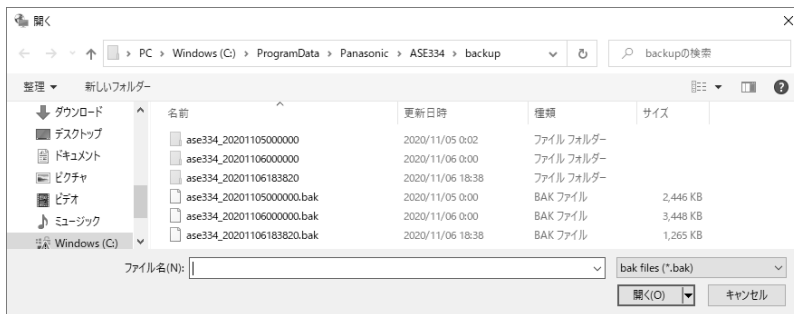 開く
PC > Windows (C:) > ProgramData > Panasonic > ASE334 > backup backupの検索
整理 新しいフォルダー
名前 更新日時 種類 サイズ
ダウンロード
デスクトップ
ドキュメント
ピクチャ
ビデオ
ミュージック
Windows (C:)
ase334_20201105000000 2020/11/05 0:02 ファイル フォルダー
ase334_20201106000000 2020/11/06 0:00 ファイル フォルダー
ase334_20201106183820 2020/11/06 18:38 ファイル フォルダー
ase334_20201105000000.bak 2020/11/05 0:00 BAK ファイル 2,446 KB
ase334_20201106000000.bak 2020/11/06 0:00 BAK ファイル 3,448 KB
ase334_20201106183820.bak 2020/11/06 18:38 BAK ファイル 1,265 KB
ファイル名(N): bak files (*.bak)
開く(O) キャンセル